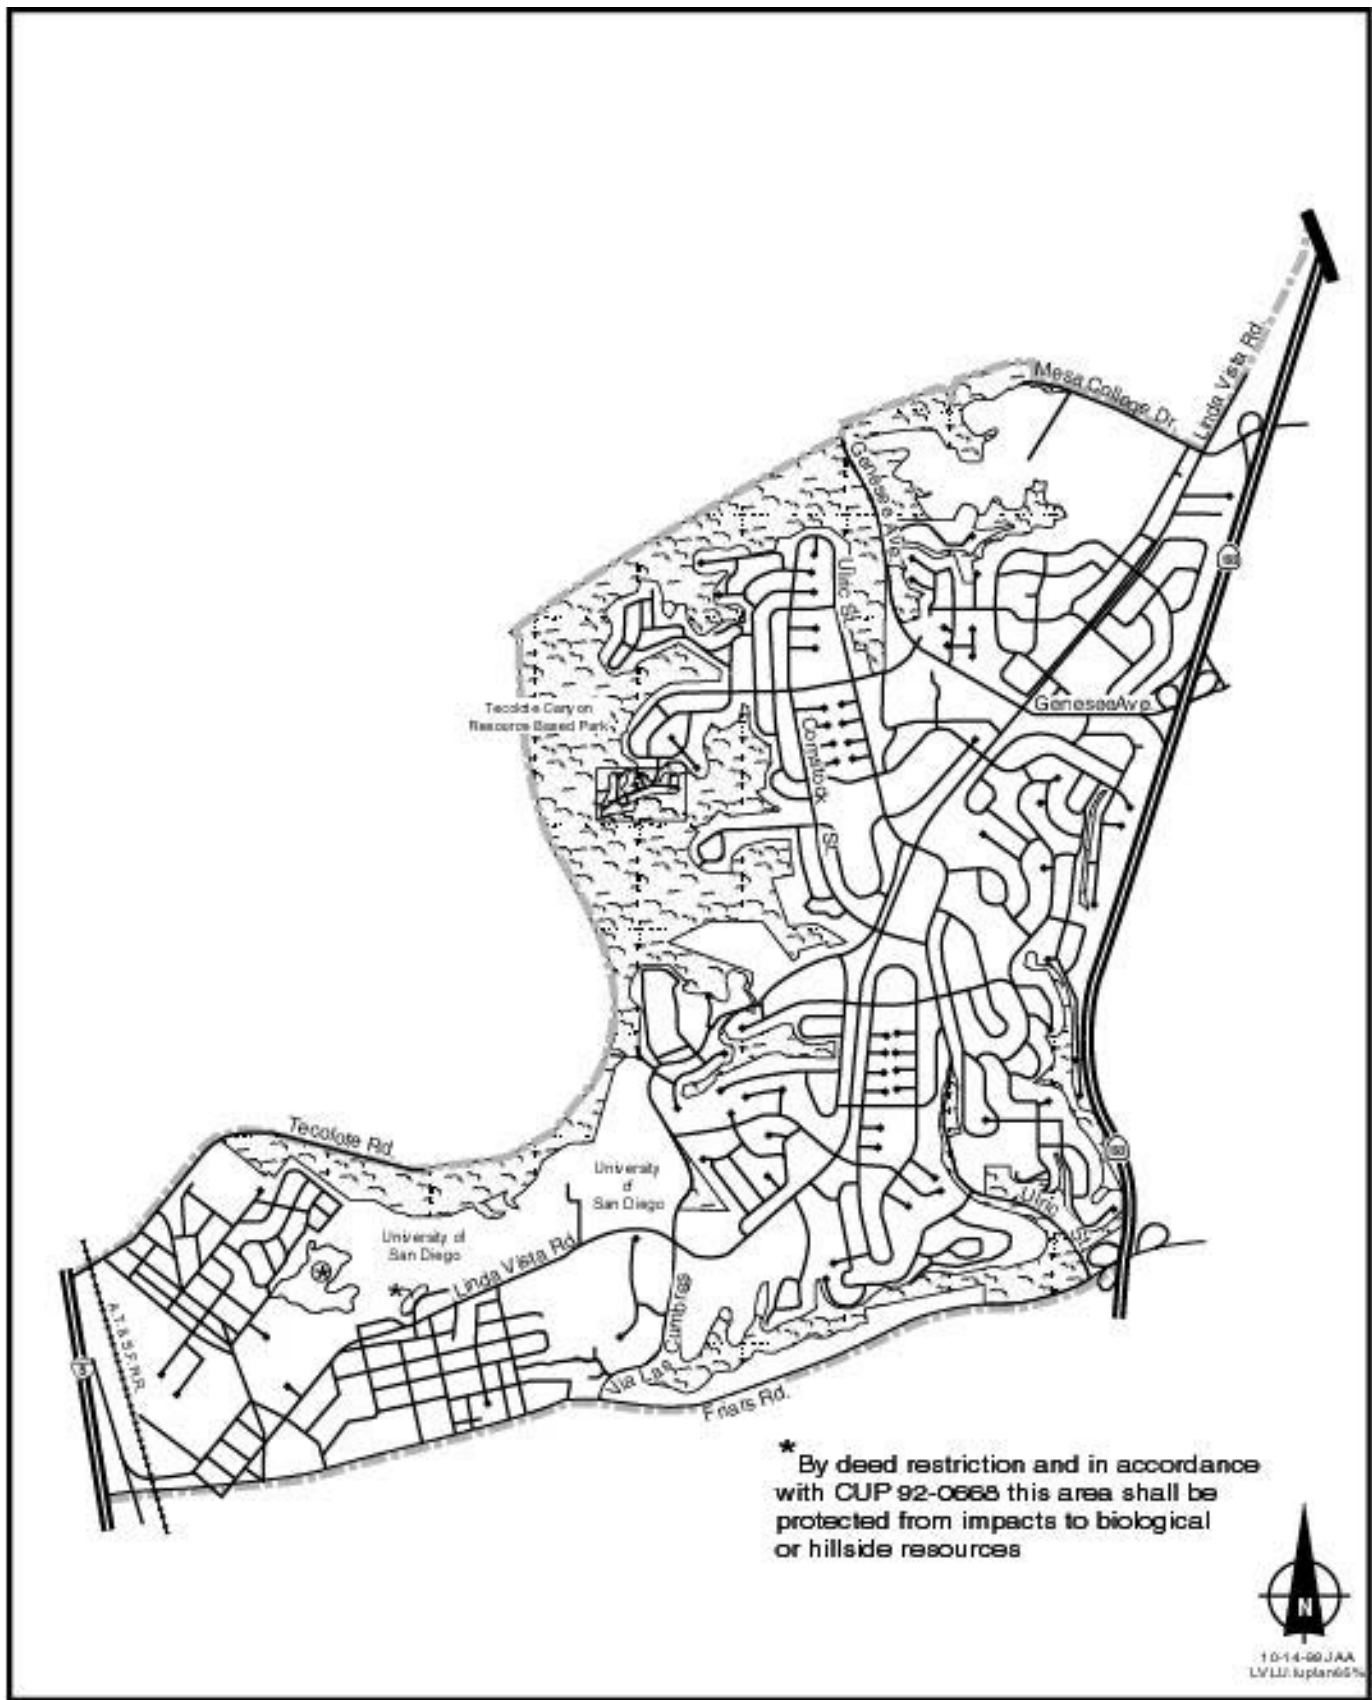 Mesa College Dr.
Linda Vista Rd.
Genesee Ave.
Ulric St.
Tecolote Canyon
Resource Based Park
GeneseeAve.
Comstock St.
163
Tecolote Rd.
University
of
San Diego
University of
San Diego
*
Linda Vista Rd.
Ulric St.
163
Via Las Cumbres
A.T.& S.F. R.R.
Friars Rd.
* By deed restriction and in accordance
with CUP 92-0668 this area shall be
protected from impacts to biological
or hillside resources
N